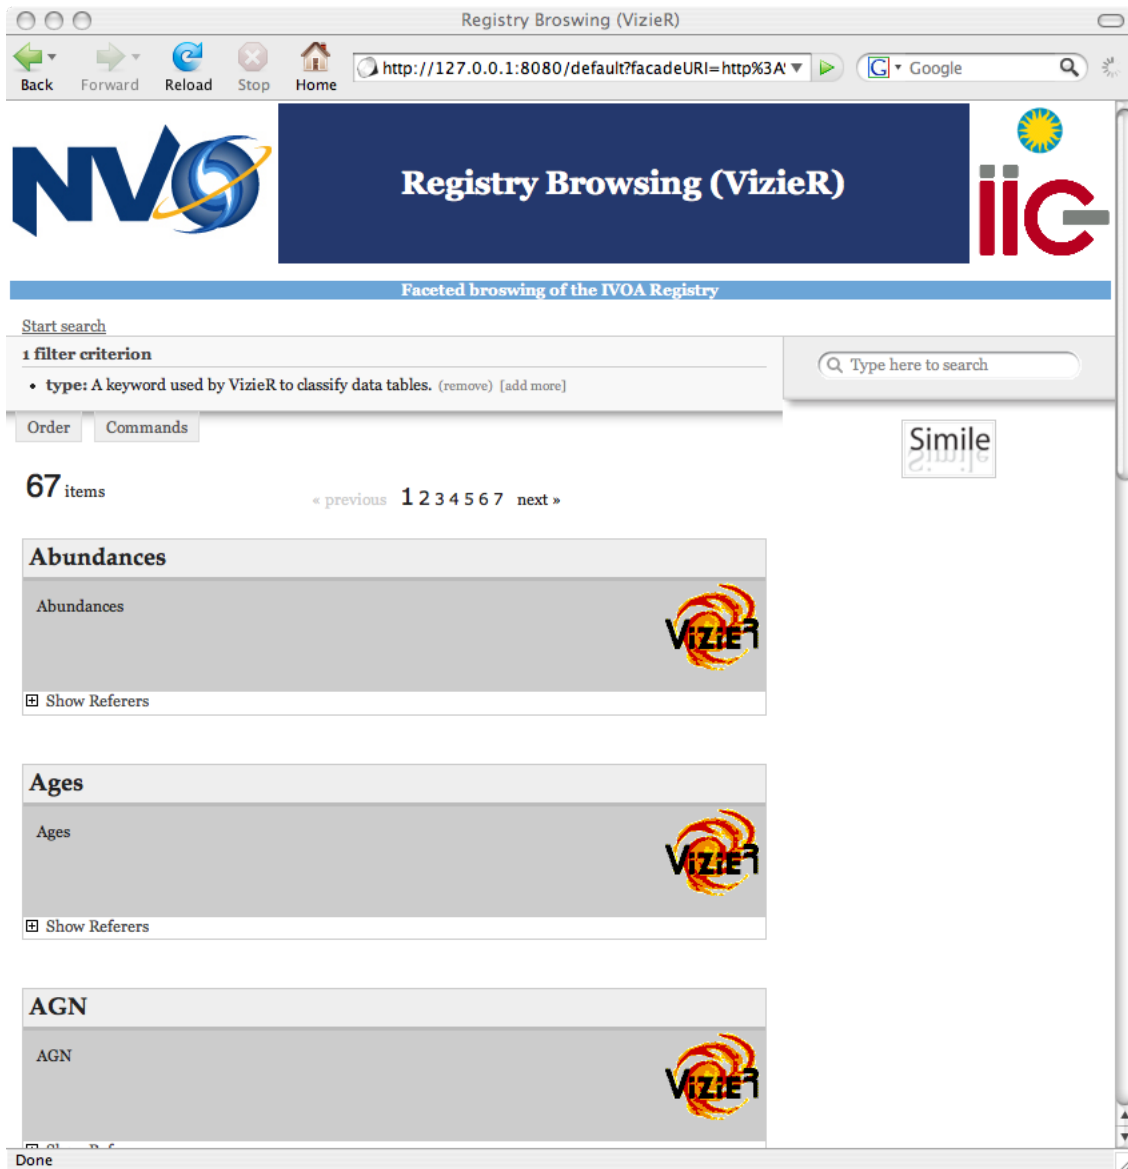 Registry Broswing (VizieR)
Back Forward Reload Stop Home http://127.0.0.1:8080/default?facadeURI=http%3A G Google
NVO
Registry Browsing (VizieR)
iic
Faceted broswing of the IVOA Registry
Start search
1 filter criterion
• type: A keyword used by VizieR to classify data tables. (remove) [add more]
Type here to search
Order Commands
Simile
67 items
« previous 1 2 3 4 5 6 7 next »
Abundances
Abundances
VizieR
Show Referers
Ages
Ages
VizieR
Show Referers
AGN
AGN
VizieR
Done